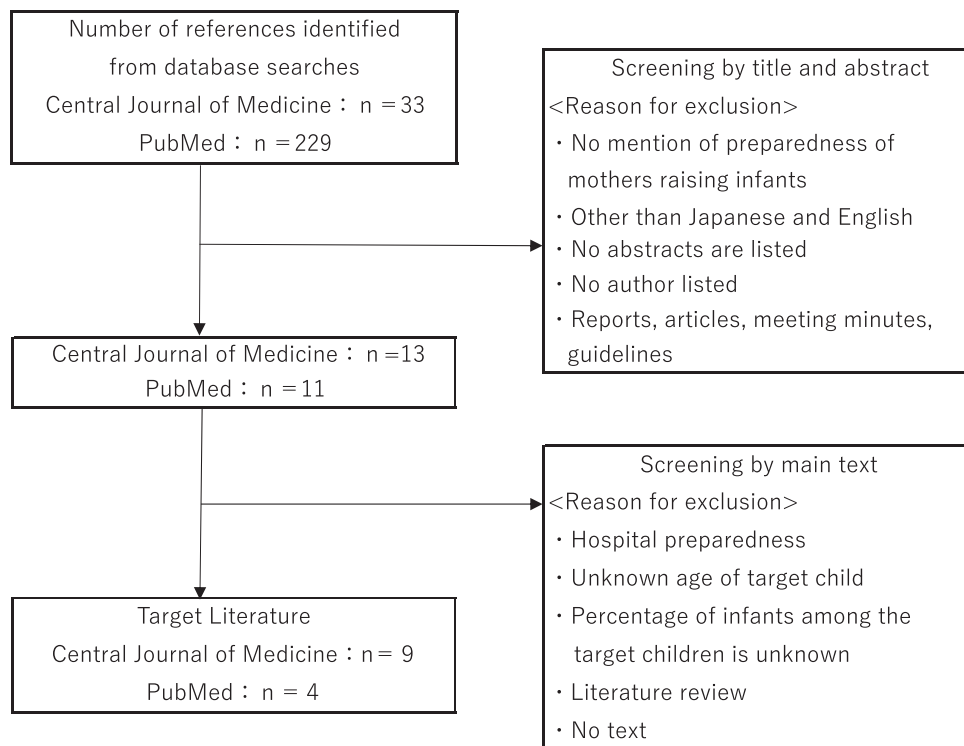 Number of references identified
from database searches
Central Journal of Medicine： n =33
PubMed： n =229
Screening by title and abstract
<Reason for exclusion>
・No mention of preparedness of
mothers raising infants
・Other than Japanese and English
・No abstracts are listed
・No author listed
・Reports, articles, meeting minutes,
guidelines
Central Journal of Medicine： n =13
PubMed： n =11
Screening by main text
<Reason for exclusion>
・Hospital preparedness
・Unknown age of target child
・Percentage of infants among the
target children is unknown
・Literature review
・No text
Target Literature
Central Journal of Medicine：n= 9
PubMed： n = 4